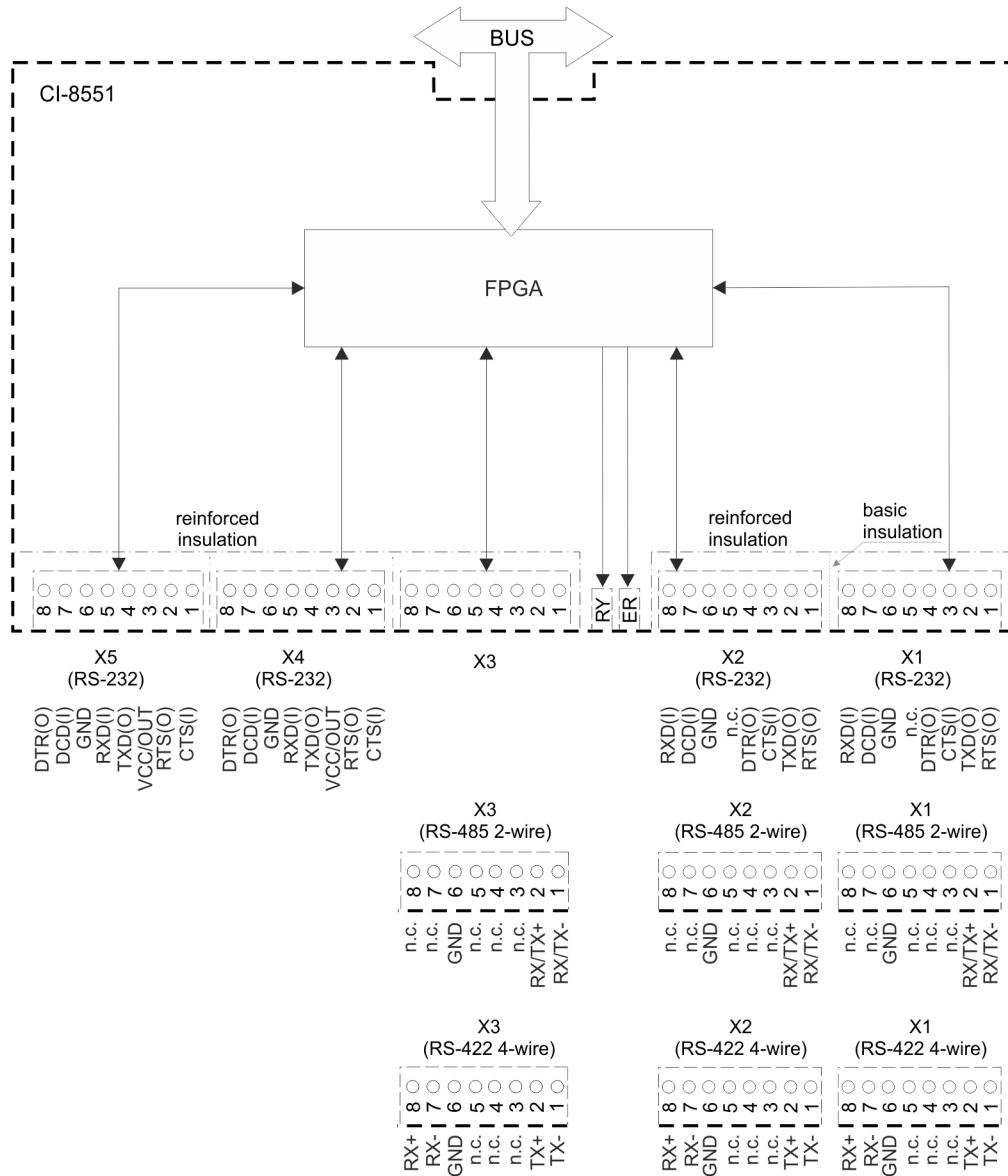 BUS
CI-8551
FPGA
reinforced
insulation
reinforced
insulation
basic
insulation
8 7 6 5 4 3 2 1
8 7 6 5 4 3 2 1
8 7 6 5 4 3 2 1
RY
ER
8 7 6 5 4 3 2 1
8 7 6 5 4 3 2 1
X5
(RS-232)
X4
(RS-232)
X3
X2
(RS-232)
X1
(RS-232)
DTR(O)
DCD(I)
GND
RXD(I)
TXD(O)
VCC/OUT
RTS(O)
CTS(I)
DTR(O)
DCD(I)
GND
RXD(I)
TXD(O)
VCC/OUT
RTS(O)
CTS(I)
RXD(I)
DCD(I)
GND
n.c.
DTR(O)
CTS(I)
TXD(O)
RTS(O)
RXD(I)
DCD(I)
GND
n.c.
DTR(O)
CTS(I)
TXD(O)
RTS(O)
X3
(RS-485 2-wire)
X2
(RS-485 2-wire)
X1
(RS-485 2-wire)
8 7 6 5 4 3 2 1
8 7 6 5 4 3 2 1
8 7 6 5 4 3 2 1
n.c.
n.c.
GND
n.c.
n.c.
n.c.
RX/TX+
RX/TX-
n.c.
n.c.
GND
n.c.
n.c.
n.c.
RX/TX+
RX/TX-
n.c.
n.c.
GND
n.c.
n.c.
n.c.
RX/TX+
RX/TX-
X3
(RS-422 4-wire)
X2
(RS-422 4-wire)
X1
(RS-422 4-wire)
8 7 6 5 4 3 2 1
8 7 6 5 4 3 2 1
8 7 6 5 4 3 2 1
RX+
RX-
GND
n.c.
n.c.
n.c.
TX+
TX-
RX+
RX-
GND
n.c.
n.c.
n.c.
TX+
TX-
RX+
RX-
GND
n.c.
n.c.
n.c.
TX+
TX-